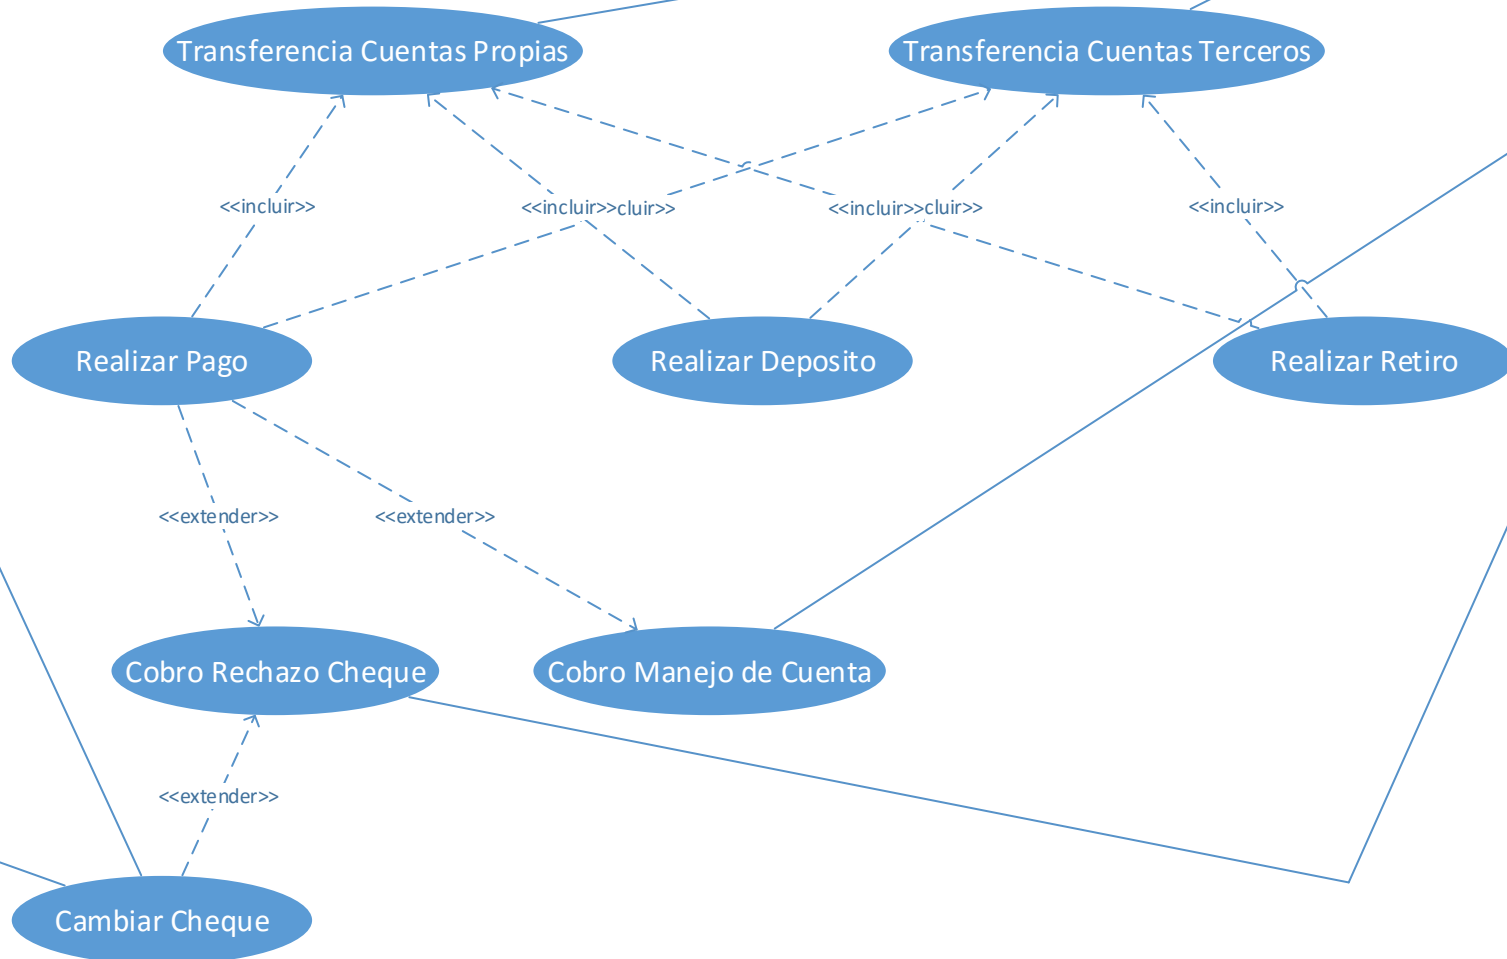 Transferencia Cuentas Propias
Transferencia Cuentas Terceros
<<incluir>>
<<incluir>>cluir>>
<<incluir>>cluir>>
<<incluir>>
Realizar Pago
Realizar Deposito
Realizar Retiro
<<extender>>
<<extender>>
Cobro Rechazo Cheque
Cobro Manejo de Cuenta
<<extender>>
Cambiar Cheque